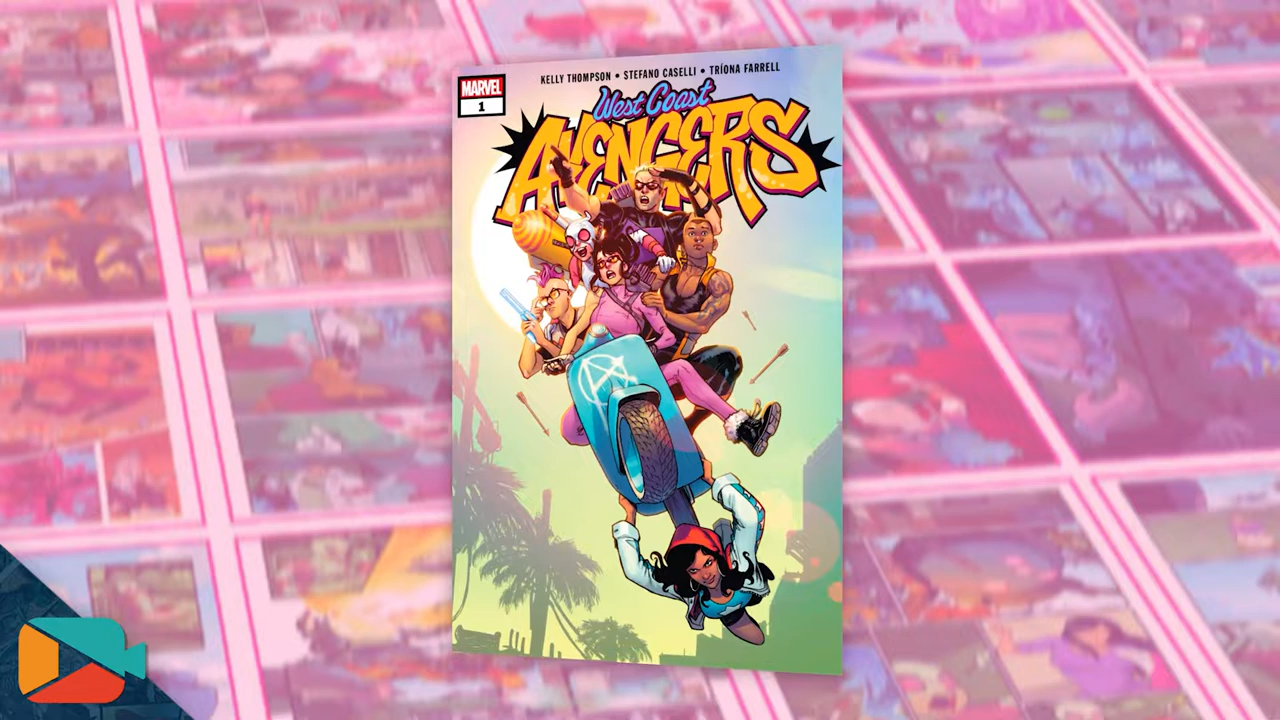 KELLY THOMPSON • STEFANO CASELLI • TRÍONA FARRELL
MARVEL
1
West Coast
AVENGERS